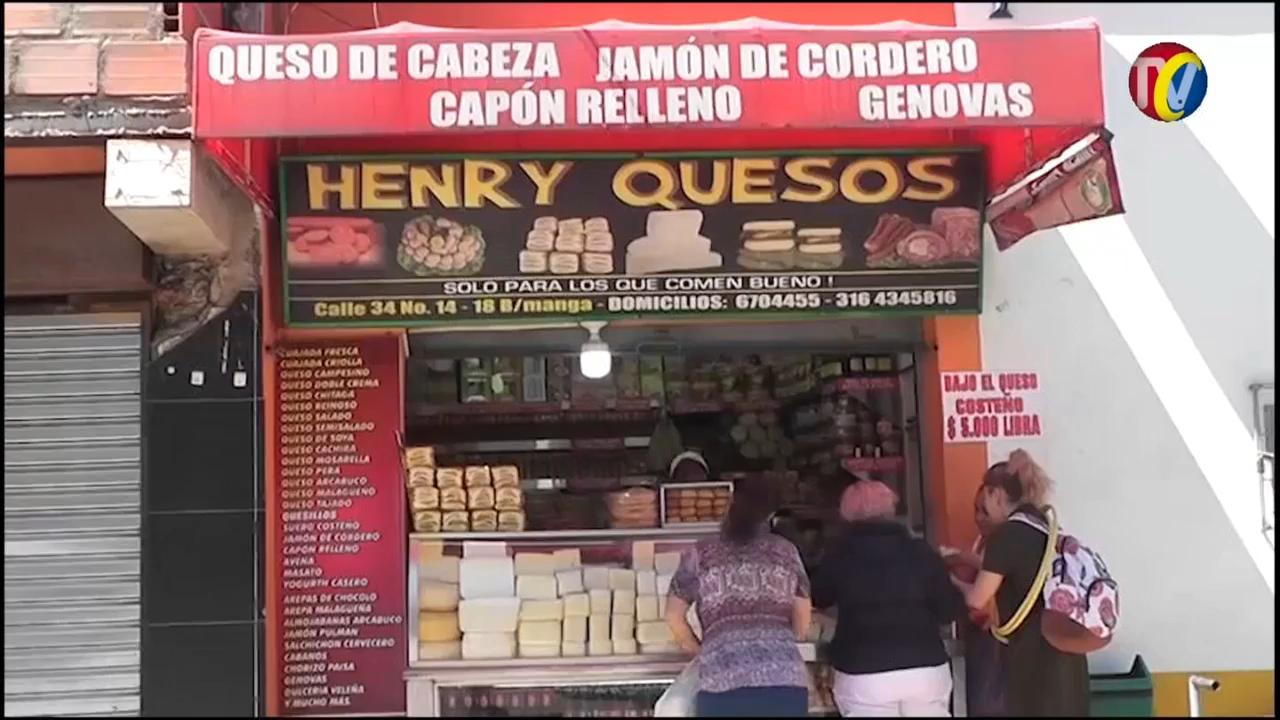 QUESO DE CABEZA JAMÓN DE CORDERO
CAPÓN RELLENO GENOVAS
TVC
HENRY QUESOS
SOLO PARA LOS QUE COMEN BUENO !
Calle 34 No. 14 - 18 B/manga - DOMICILIOS: 6704455 - 316 4345816
CUAJADA FRESCA
CUAJADA CRIOLLA
QUESO CAMPESINO
QUESO DOBLE CREMA
QUESO CHITAGA
QUESO REINOSO
QUESO SALADO
QUESO SEMISALADO
QUESO DE SOYA
QUESO CACHIRA
QUESO MOSARELLA
QUESO PERA
QUESO ARCABUCO
QUESO MALAGUEÑO
QUESO TAJADO
QUESILLOS
SUERO COSTEÑO
JAMÓN DE CORDERO
CAPÓN RELLENO
AVENA
MASATO
YOGURTH CASERO
AREPAS DE CHOCOLO
AREPA MALAGUEÑA
ALMOJABANAS ARCABUCO
JAMÓN PULMAN
SALCHICHON CERVECERO
CABANOS
CHORIZO PAISA
GENOVAS
DULCERIA VELEÑA
Y MUCHO MÁS
BAJO EL QUESO
COSTEÑO
$ 5.000 LIBRA